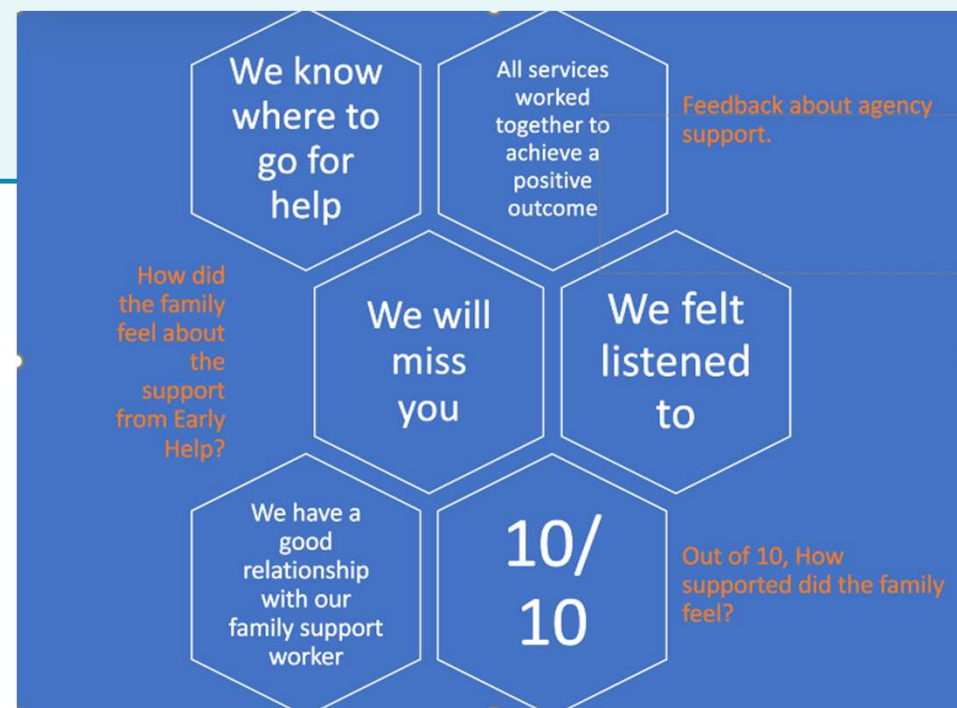 We know
where to
go for
help
All services
worked
together to
achieve a
positive
outcome
Feedback about agency
support.
How did
the family
feel about
the
support
from Early
Help?
We will
miss
you
We felt
listened
to
We have a
good
relationship
with our
family support
worker
10/
10
Out of 10, How
supported did the family
feel?